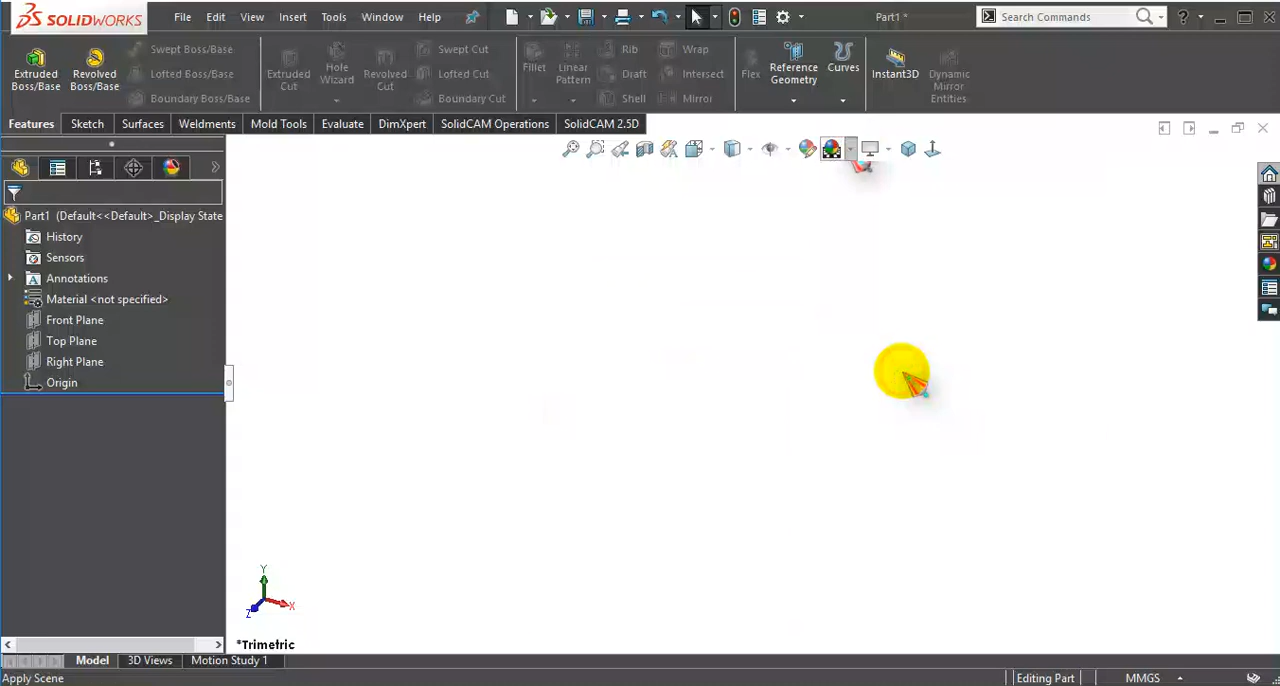 SOLIDWORKS
File Edit View Insert Tools Window Help
Part1 *
Search Commands
?
Extruded Boss/Base
Revolved Boss/Base
Swept Boss/Base
Lofted Boss/Base
Boundary Boss/Base
Extruded Cut
Hole Wizard
Revolved Cut
Swept Cut
Lofted Cut
Boundary Cut
Fillet
Linear Pattern
Rib
Draft
Shell
Wrap
Intersect
Mirror
Flex
Reference Geometry
Curves
Instant3D
Dynamic Mirror Entities
Features Sketch Surfaces Weldments Mold Tools Evaluate DimXpert SolidCAM Operations SolidCAM 2.5D
Part1 (Default<<Default>_Display State
History
Sensors
A Annotations
Material <not specified>
Front Plane
Top Plane
Right Plane
Origin
Y
X
Z
*Trimetric
Model 3D Views Motion Study 1
Apply Scene
Editing Part
MMGS